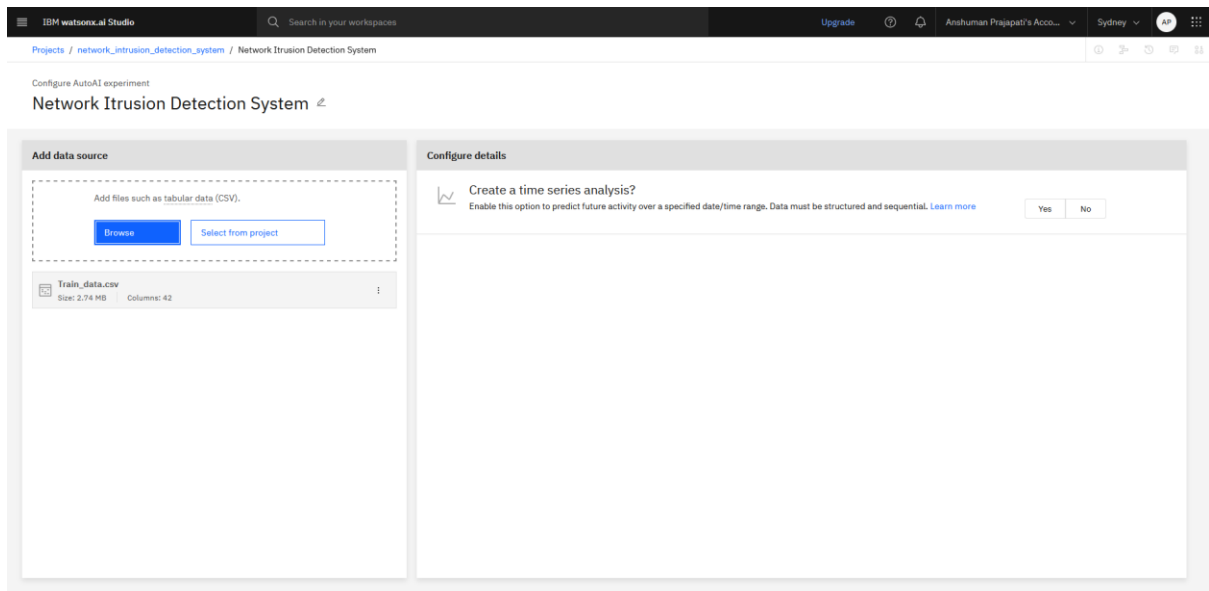 IBM watsonx.ai Studio
Search in your workspaces
Upgrade
Anshuman Prajapati's Acco...
Sydney
AP
Projects / network_intrusion_detection_system / Network Itrusion Detection System
Configure AutoAI experiment
Network Itrusion Detection System
Add data source
Add files such as tabular data (CSV).
Browse
Select from project
Train_data.csv
Size: 2.74 MB
Columns: 42
Configure details
Create a time series analysis?
Enable this option to predict future activity over a specified date/time range. Data must be structured and sequential. Learn more
Yes
No